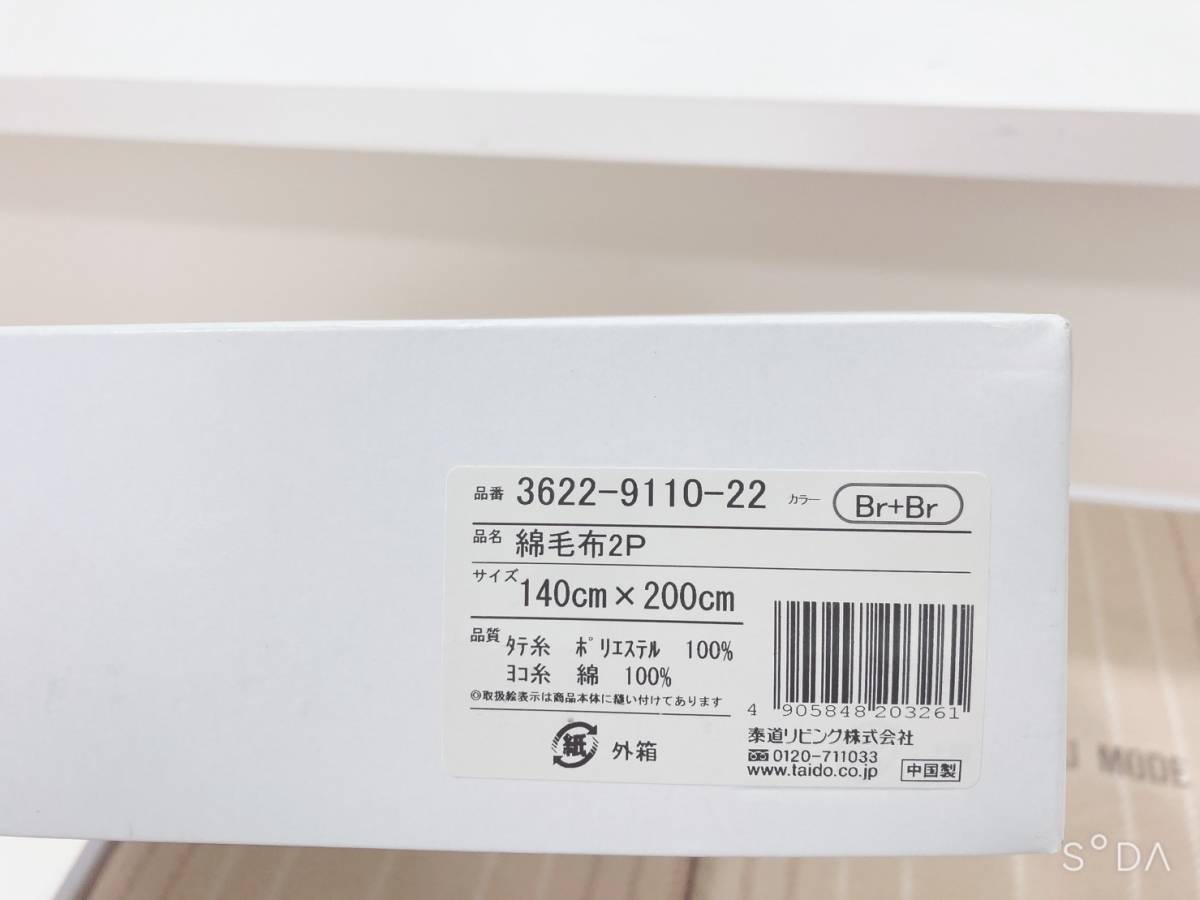 品番 3622-9110-22 カラー Br+Br
品名 綿毛布2P
サイズ 140cm×200cm
品質 タテ糸 ポリエステル 100%
ヨコ糸 綿 100%
◎取扱絵表示は商品本体に縫い付けてあります
紙 外箱
4 905848 203261
泰道リビング株式会社
0120-711033
www.taido.co.jp 中国製
MODE
SODA